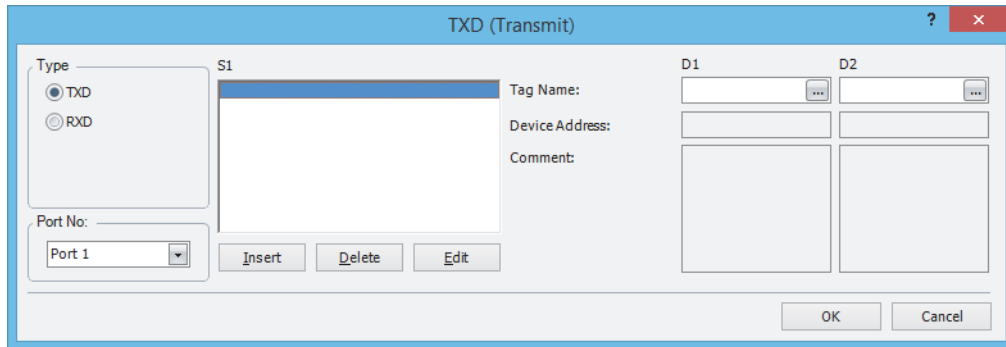 TXD (Transmit)
?
Type
TXD
RXD
Port No:
Port 1
S1
Insert
Delete
Edit
D1
D2
Tag Name:
...
...
Device Address:
Comment:
OK
Cancel